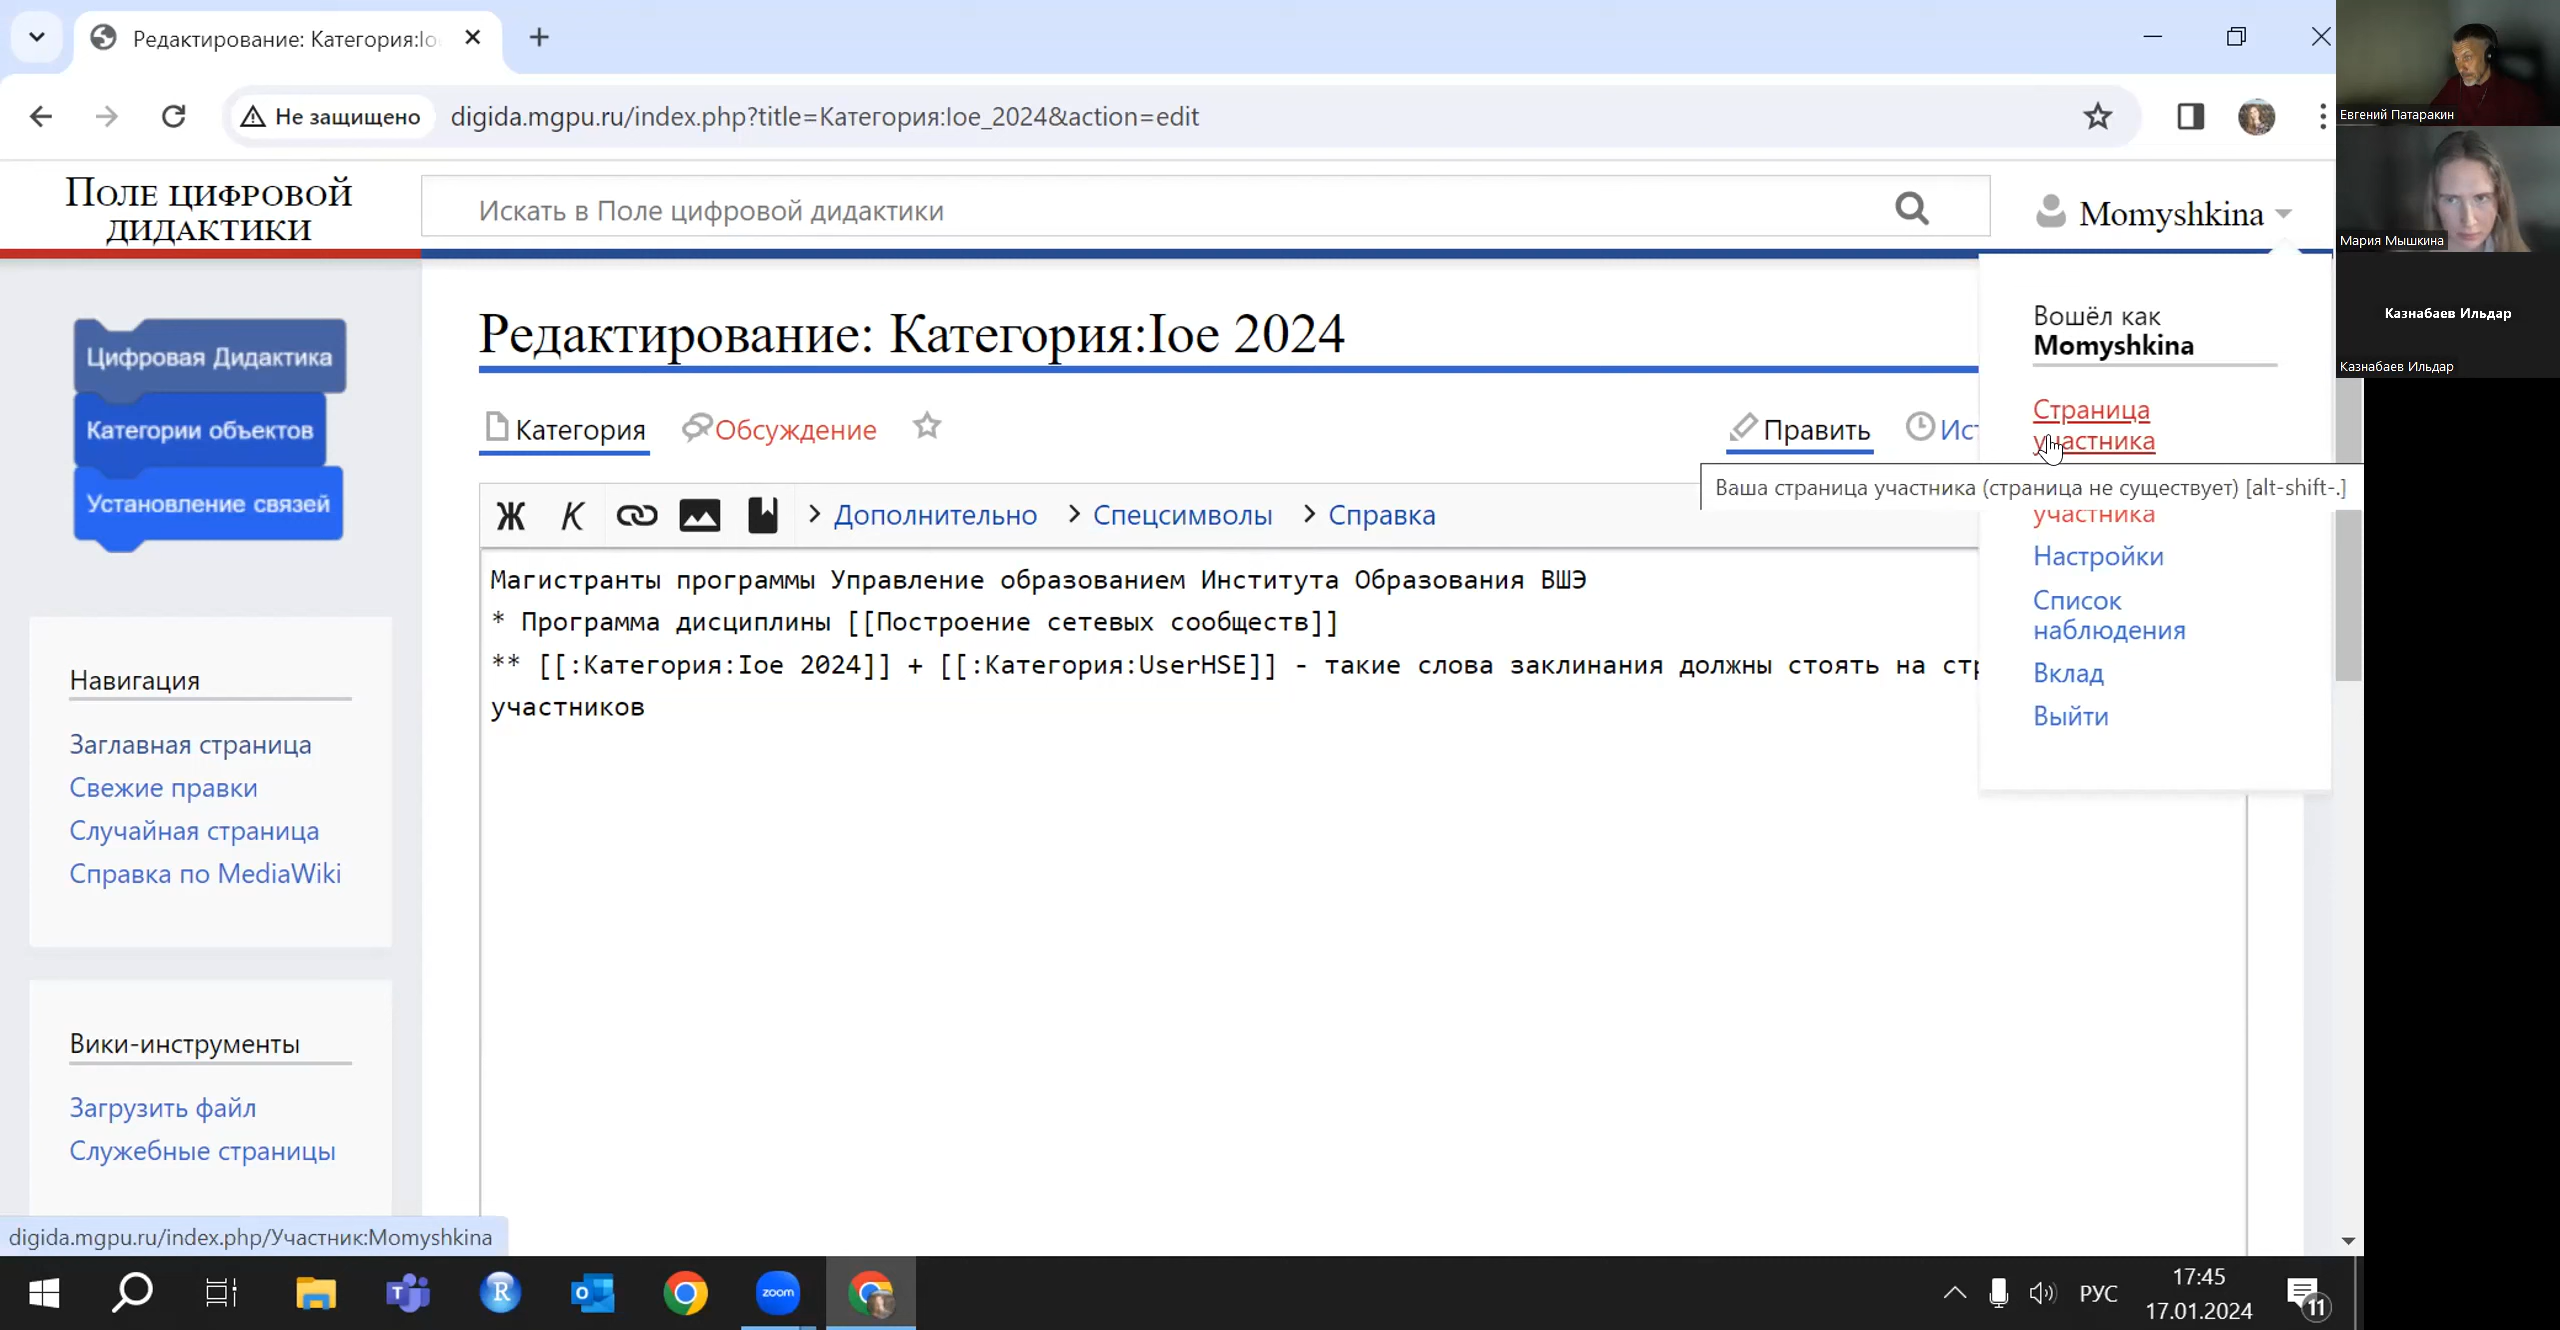 Редактирование: Категория:Io
Не защищено
digida.mgpu.ru/index.php?title=Категория:Ioe_2024&action=edit
Поле цифровой
дидактики
Искать в Поле цифровой дидактики
Momyshkina
Вошёл как
Momyshkina
Страница
участника
Ваша страница участника (страница не существует) [alt-shift-.]
участника
Настройки
Список
наблюдения
Вклад
Выйти
Цифровая Дидактика
Категории объектов
Установление связей
Навигация
Заглавная страница
Свежие правки
Случайная страница
Справка по MediaWiki
Вики-инструменты
Загрузить файл
Служебные страницы
Редактирование: Категория:Ioe 2024
Категория
Обсуждение
Править
Ис
Ж К
Дополнительно
Спецсимволы
Справка
Магистранты программы Управление образованием Института Образования ВШЭ
* Программа дисциплины [[Построение сетевых сообществ]]
** [[:Категория:Ioe 2024]] + [[:Категория:UserHSE]] - такие слова заклинания должны стоять на стр
участников
digida.mgpu.ru/index.php/Участник:Momyshkina
zoom
РУС
17:45
17.01.2024
11
Евгений Патаракин
Мария Мышкина
Казнабаев Ильдар
Казнабаев Ильдар